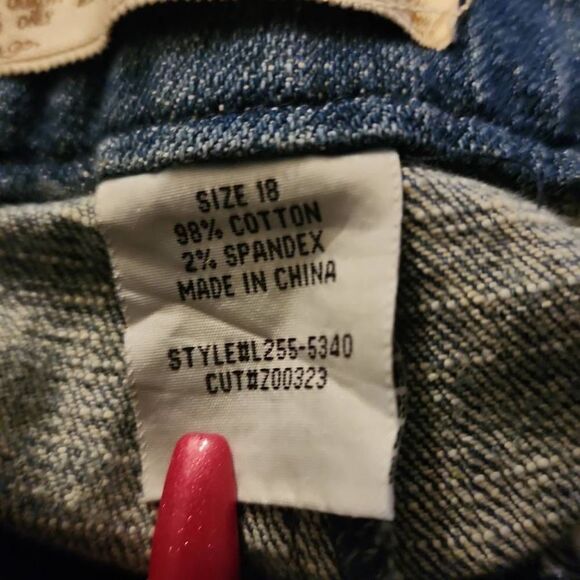 SIZE 18
98% COTTON
2% SPANDEX
MADE IN CHINA
STYLE#L255-5340
CUT#Z00323